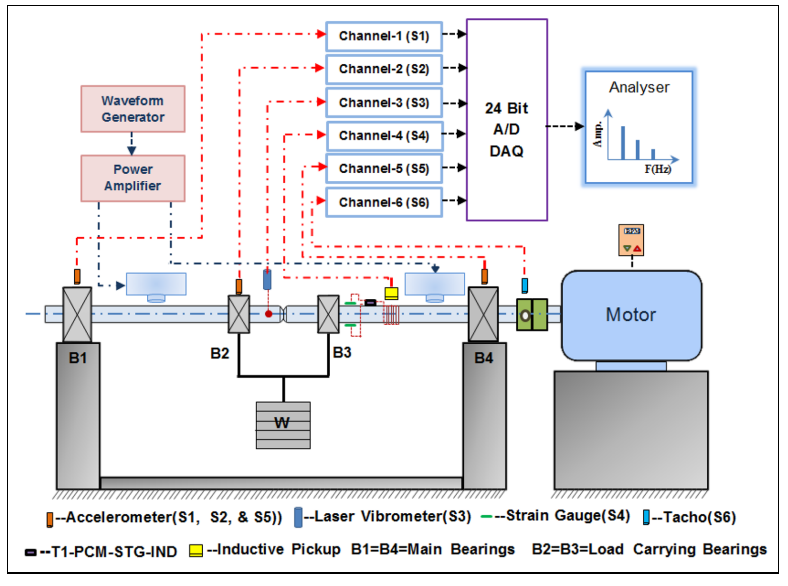 Channel-1 (S1)
Channel-2 (S2)
Channel-3 (S3)
Channel-4 (S4)
Channel-5 (S5)
Channel-6 (S6)
Waveform
Generator
Power
Amplifier
24 Bit
A/D
DAQ
Analyser
Amp.
F(Hz)
Motor
B1
B2
B3
B4
W
--Accelerometer(S1, S2, & S5))
--Laser Vibrometer(S3)
--Strain Gauge(S4)
--Tacho(S6)
--T1-PCM-STG-IND
--Inductive Pickup
B1=B4=Main Bearings
B2=B3=Load Carrying Bearings